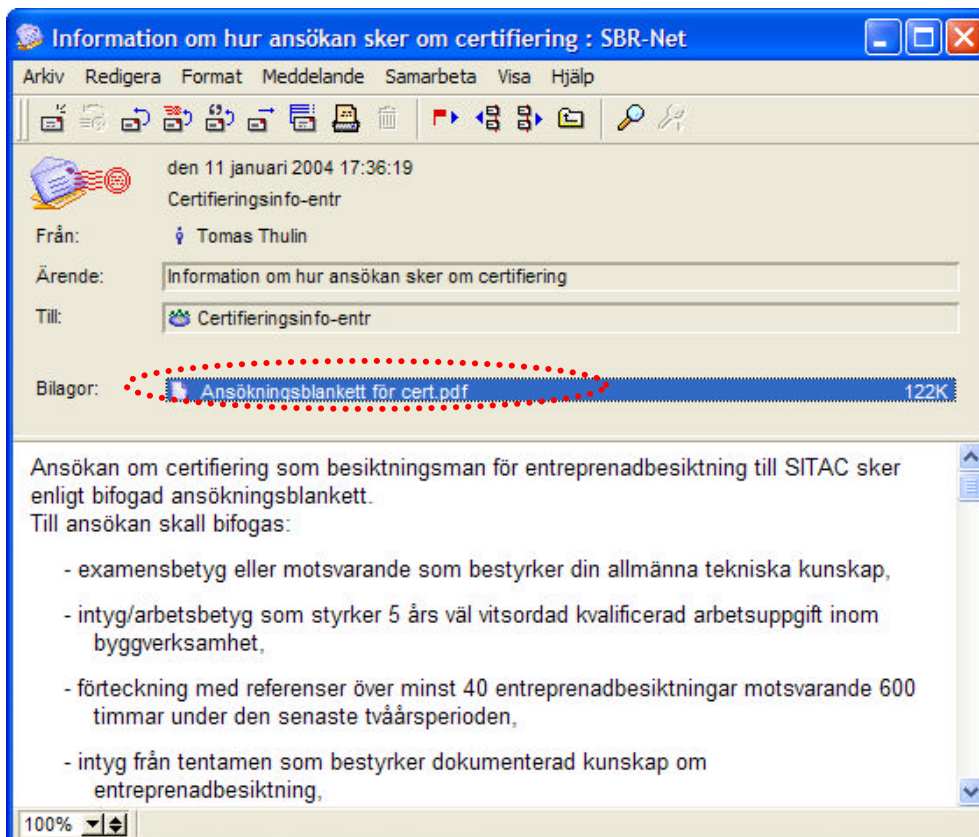 Information om hur ansökan sker om certifiering : SBR-Net
Arkiv Redigera Format Meddelande Samarbeta Visa Hjälp
den 11 januari 2004 17:36:19
Certifieringsinfo-entr
Från: Tomas Thulin
Ärende: Information om hur ansökan sker om certifiering
Till: Certifieringsinfo-entr
Bilagor: Ansökningsblankett för cert.pdf 122K
Ansökan om certifiering som besiktningsman för entreprenadbesiktning till SITAC sker
enligt bifogad ansökningsblankett.
Till ansökan skall bifogas:
- examensbetyg eller motsvarande som bestyrker din allmänna tekniska kunskap,
- intyg/arbetsbetyg som styrker 5 års väl vitsordad kvalificerad arbetsuppgift inom
byggverksamhet,
- förteckning med referenser över minst 40 entreprenadbesiktningar motsvarande 600
timmar under den senaste tvåårsperioden,
- intyg från tentamen som bestyrker dokumenterad kunskap om
entreprenadbesiktning,
100%